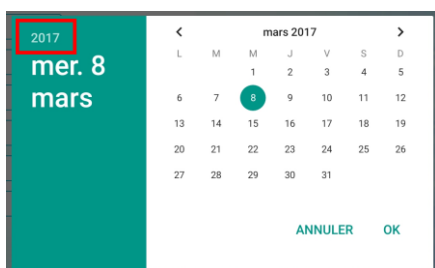 2017
mer. 8
mars
< mars 2017 >
L M M J V S D
1 2 3 4 5
6 7 8 9 10 11 12
13 14 15 16 17 18 19
20 21 22 23 24 25 26
27 28 29 30 31
ANNULER OK